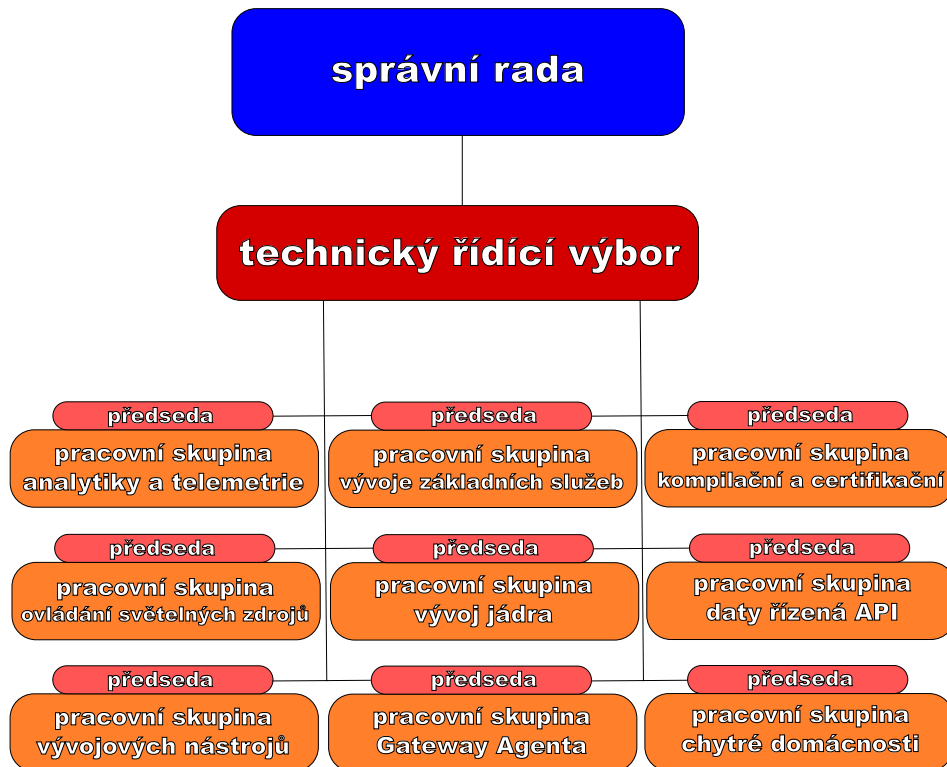 správní rada
technický řídící výbor
předseda
pracovní skupina
analytiky a telemetrie
předseda
pracovní skupina
vývoje základních služeb
předseda
pracovní skupina
kompilační a certifikační
předseda
pracovní skupina
ovládání světelných zdrojů
předseda
pracovní skupina
vývoj jádra
předseda
pracovní skupina
daty řízená API
předseda
pracovní skupina
vývojových nástrojů
předseda
pracovní skupina
Gateway Agenta
předseda
pracovní skupina
chytré domácnosti